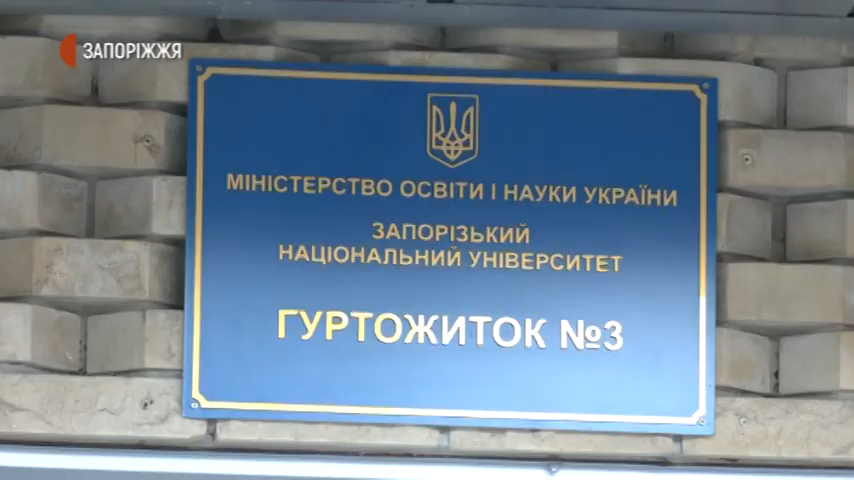 ЗАПОРІЖЖЯ
МІНІСТЕРСТВО ОСВІТИ І НАУКИ УКРАЇНИ
ЗАПОРІЗЬКИЙ
НАЦІОНАЛЬНИЙ УНІВЕРСИТЕТ
ГУРТОЖИТОК №3